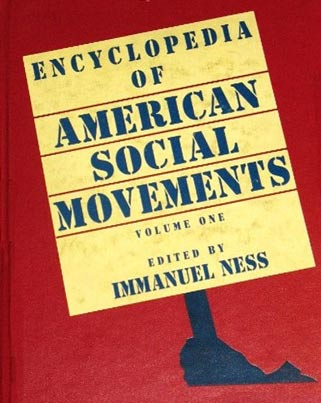 ENCYCLOPEDIA
OF
AMERICAN
SOCIAL
MOVEMENTS
VOLUME ONE
EDITED BY
IMMANUEL NESS